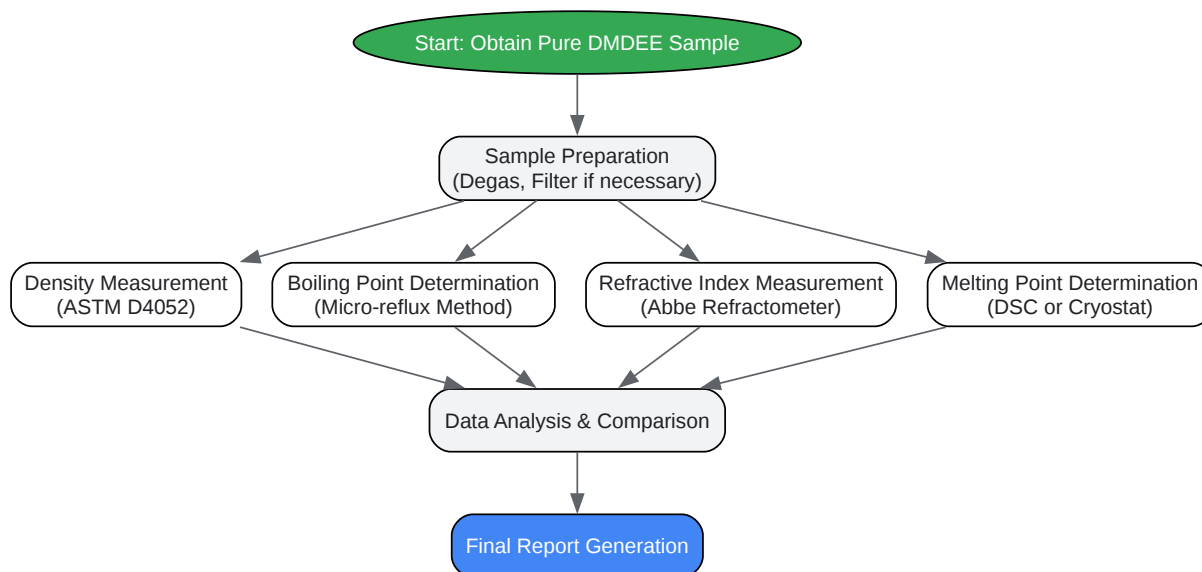 Start: Obtain Pure DMDEE Sample
Sample Preparation
(Degas, Filter if necessary)
Density Measurement
(ASTM D4052)
Boiling Point Determination
(Micro-reflux Method)
Refractive Index Measurement
(Abbe Refractometer)
Melting Point Determination
(DSC or Cryostat)
Data Analysis & Comparison
Final Report Generation